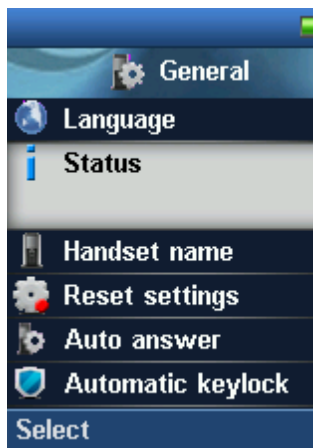 General
Language
Status
Handset name
Reset settings
Auto answer
Automatic keylock
Select